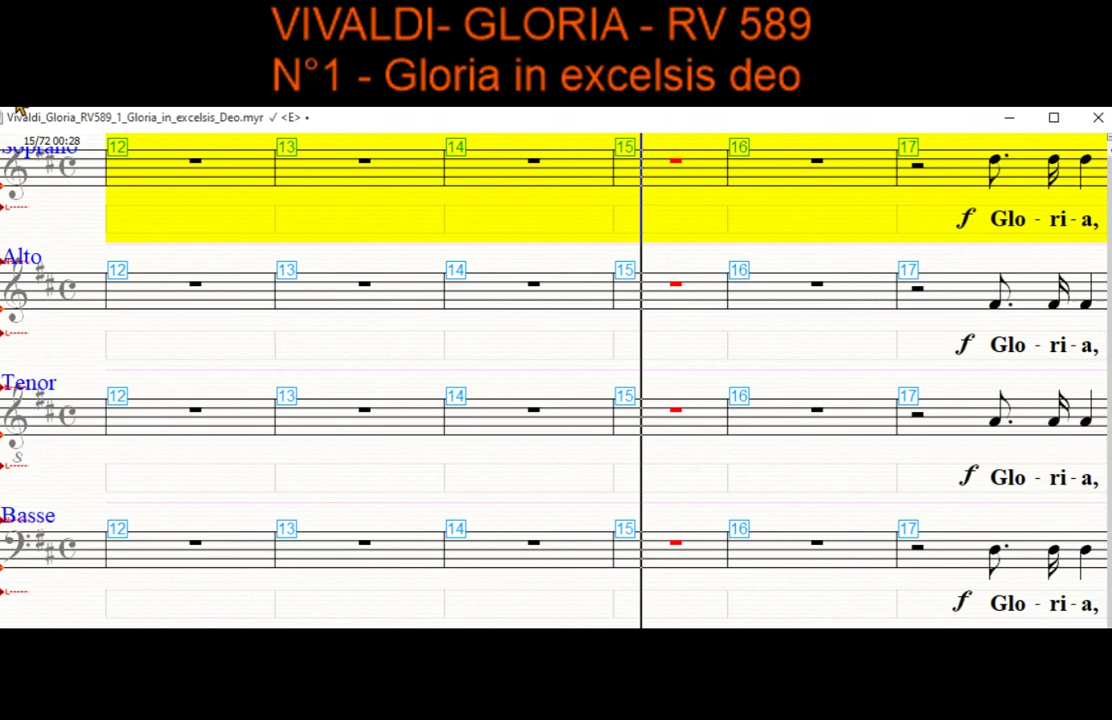 VIVALDI- GLORIA - RV 589
N°1 - Gloria in excelsis deo
Vivaldi_Gloria_RV589_1_Gloria_in_excelsis_Deo.myr ✓ <E> •
15/72 00:28
Soprano
12 13 14 15 16 17
f Glo - ri - a,
Alto
12 13 14 15 16 17
f Glo - ri - a,
Tenor
12 13 14 15 16 17
f Glo - ri - a,
Basse
12 13 14 15 16 17
f Glo - ri - a,